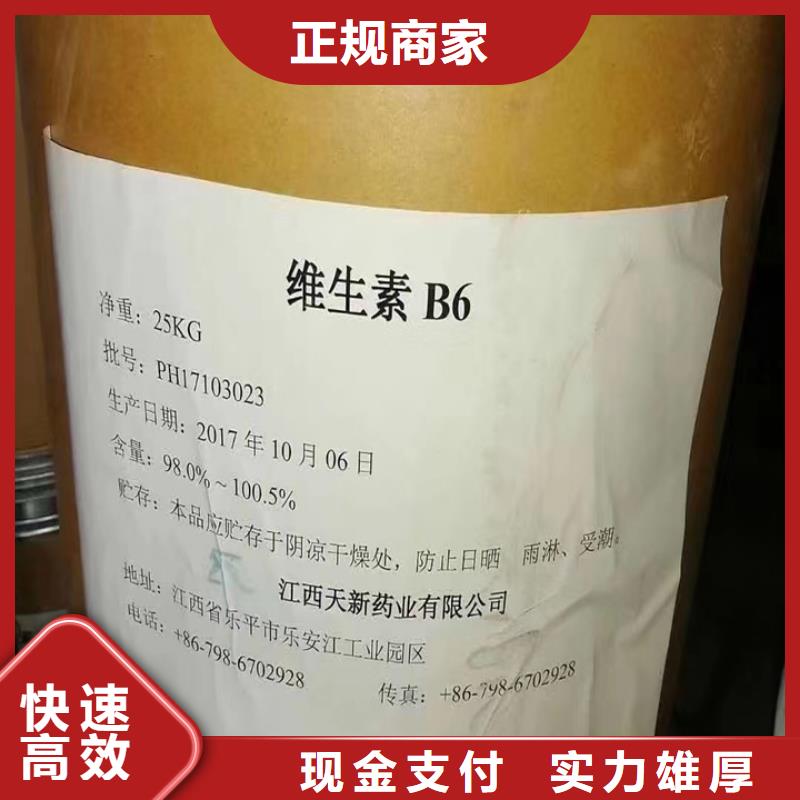 正规商家
维生素 B6
净重：25KG
批号：PH17103023
生产日期：2017 年 10 月 06 日
含量：98.0%~100.5%
贮存：本品应贮存于阴凉干燥处，防止日晒 雨淋、受潮。
江西天新药业有限公司
地址：江西省乐平市乐安江工业园区
电话：+86-798-6702928 传真：+86-798-6702928
快速
高效
现金支付 实力雄厚